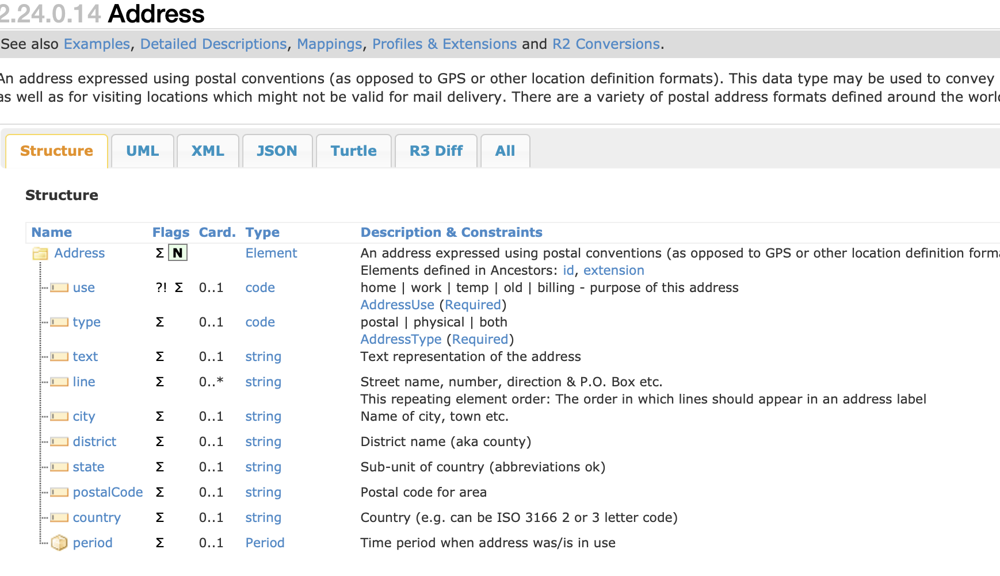 2.24.0.14 Address
See also Examples, Detailed Descriptions, Mappings, Profiles & Extensions and R2 Conversions.
An address expressed using postal conventions (as opposed to GPS or other location definition formats). This data type may be used to convey
as well as for visiting locations which might not be valid for mail delivery. There are a variety of postal address formats defined around the
Structure UML XML JSON Turtle R3 Diff All
Structure
Name Flags Card. Type Description & Constraints
Address Σ N Element An address expressed using postal conventions (as opposed to GPS or other location definition
Elements defined in Ancestors: id, extension
use ?! Σ 0..1 code home | work | temp | old | billing - purpose of this address
AddressUse (Required)
type Σ 0..1 code postal | physical | both
AddressType (Required)
text Σ 0..1 string Text representation of the address
line Σ 0..* string Street name, number, direction & P.O. Box etc.
This repeating element order: The order in which lines should appear in an address label
city Σ 0..1 string Name of city, town etc.
district Σ 0..1 string District name (aka county)
state Σ 0..1 string Sub-unit of country (abbreviations ok)
postalCode Σ 0..1 string Postal code for area
country Σ 0..1 string Country (e.g. can be ISO 3166 2 or 3 letter code)
period Σ 0..1 Period Time period when address was/is in use